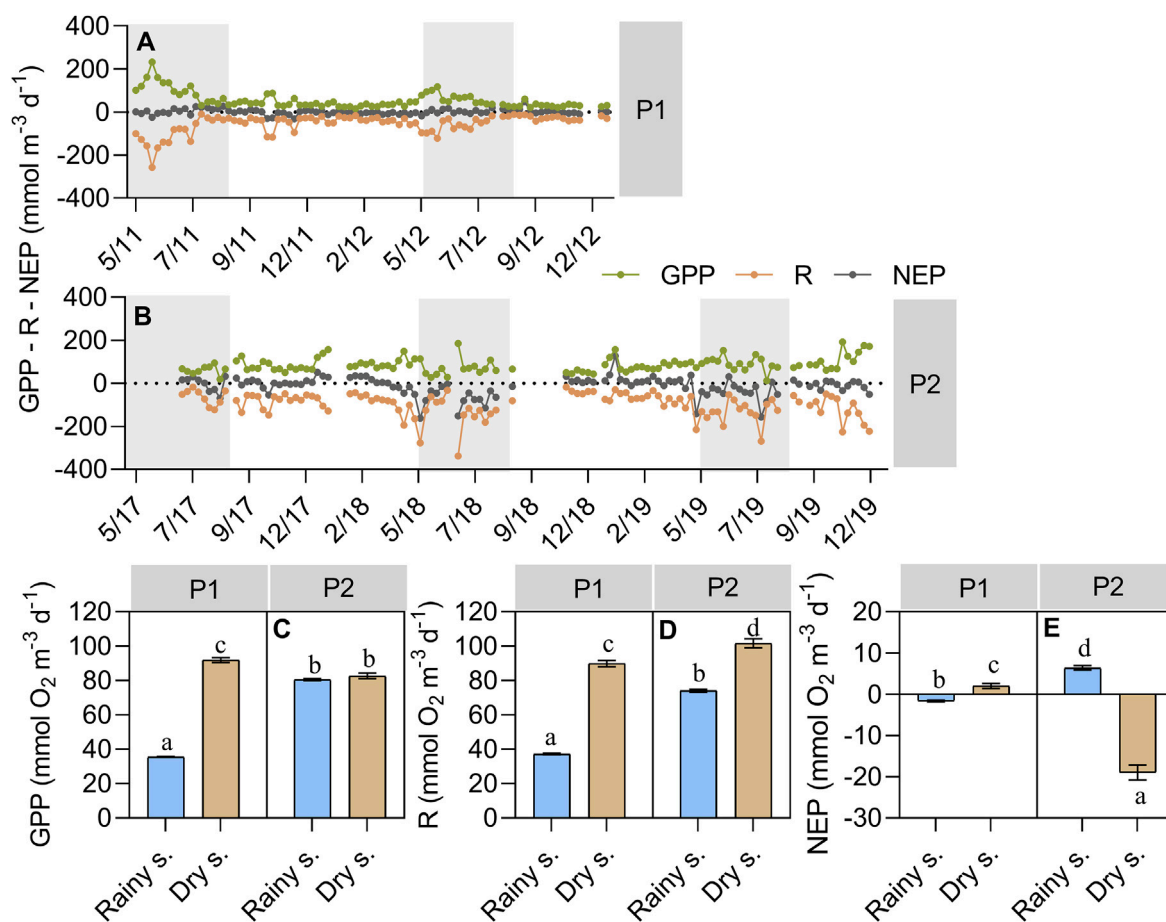 GPP - R - NEP (mmol m⁻³ d⁻¹)
400
200
0
-200
-400
A
P1
5/11
7/11
9/11
12/11
2/12
5/12
7/12
9/12
12/12
GPP R NEP
400
200
0
-200
-400
B
P2
5/17
7/17
9/17
12/17
2/18
5/18
7/18
9/18
12/18
2/19
5/19
7/19
9/19
12/19
GPP (mmol O₂ m⁻³ d⁻¹)
P1 P2
120
100
80
60
40
20
0
C
a
c
b
b
Rainy s.
Dry s.
Rainy s.
Dry s.
R (mmol O₂ m⁻³ d⁻¹)
P1 P2
120
100
80
60
40
20
0
D
a
c
b
d
Rainy s.
Dry s.
Rainy s.
Dry s.
NEP (mmol O₂ m⁻³ d⁻¹)
P1 P2
20
10
0
-10
-20
-30
E
b
c
d
a
Rainy s.
Dry s.
Rainy s.
Dry s.